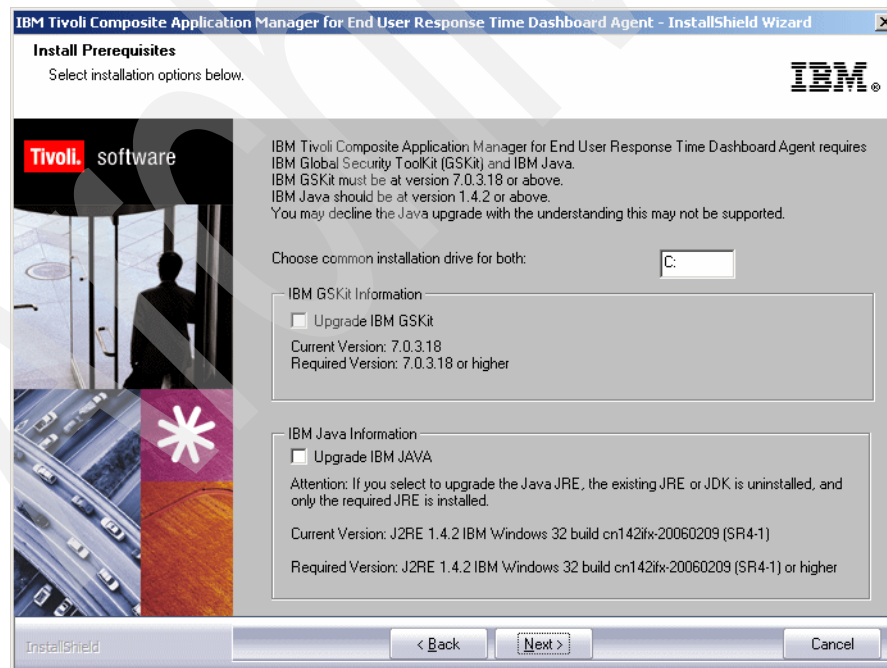 IBM Tivoli Composite Application Manager for End User Response Time Dashboard Agent - InstallShield Wizard
Install Prerequisites
Select installation options below.
IBM®
Tivoli. software
IBM Tivoli Composite Application Manager for End User Response Time Dashboard Agent requires
IBM Global Security ToolKit (GSKit) and IBM Java.
IBM GSKit must be at version 7.0.3.18 or above.
IBM Java should be at version 1.4.2 or above.
You may decline the Java upgrade with the understanding this may not be supported.
Choose common installation drive for both:
C:
IBM GSKit Information
Upgrade IBM GSKit
Current Version: 7.0.3.18
Required Version: 7.0.3.18 or higher
IBM Java Information
Upgrade IBM JAVA
Attention: If you select to upgrade the Java JRE, the existing JRE or JDK is uninstalled, and
only the required JRE is installed.
Current Version: J2RE 1.4.2 IBM Windows 32 build cn142ifx-20060209 (SR4-1)
Required Version: J2RE 1.4.2 IBM Windows 32 build cn142ifx-20060209 (SR4-1) or higher
InstallShield
< Back
Next >
Cancel